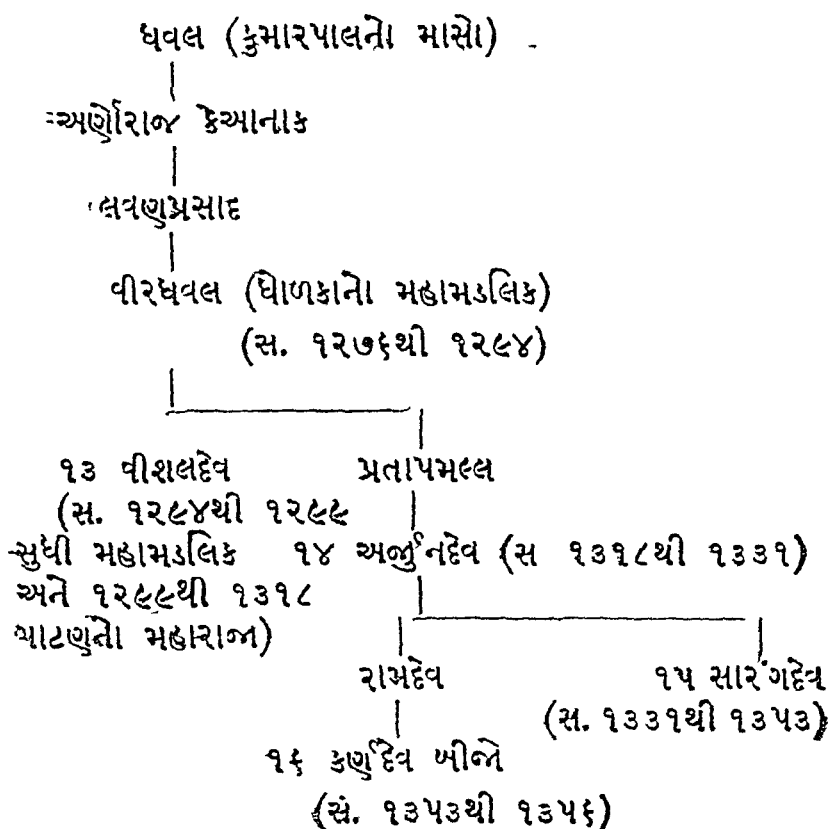 ધવલ (કુમારપાલનો માસો)
અર્ણોરાજ કેઆનાક
લવણપ્રસાદ
વીરધવલ (ધોળકાનો મહામડલિક)
(સ. ૧૨૭૬થી ૧૨૯૪)
૧૩ વીશલદેવ પ્રતાપમલ્લ
(સ. ૧૨૯૪થી ૧૨૯૯
સુધી મહામડલિક ૧૪ અર્જુનદેવ (સ ૧૩૧૮થી ૧૩૩૧)
અને ૧૨૯૯થી ૧૩૧૮
પાટણનો મહારાજા)
રામદેવ ૧૫ સારંગદેવ
(સ. ૧૩૩૧થી ૧૩૫૩)
૧૬ કર્ણદેવ બીજો
(સં. ૧૩૫૩થી ૧૩૫૬)